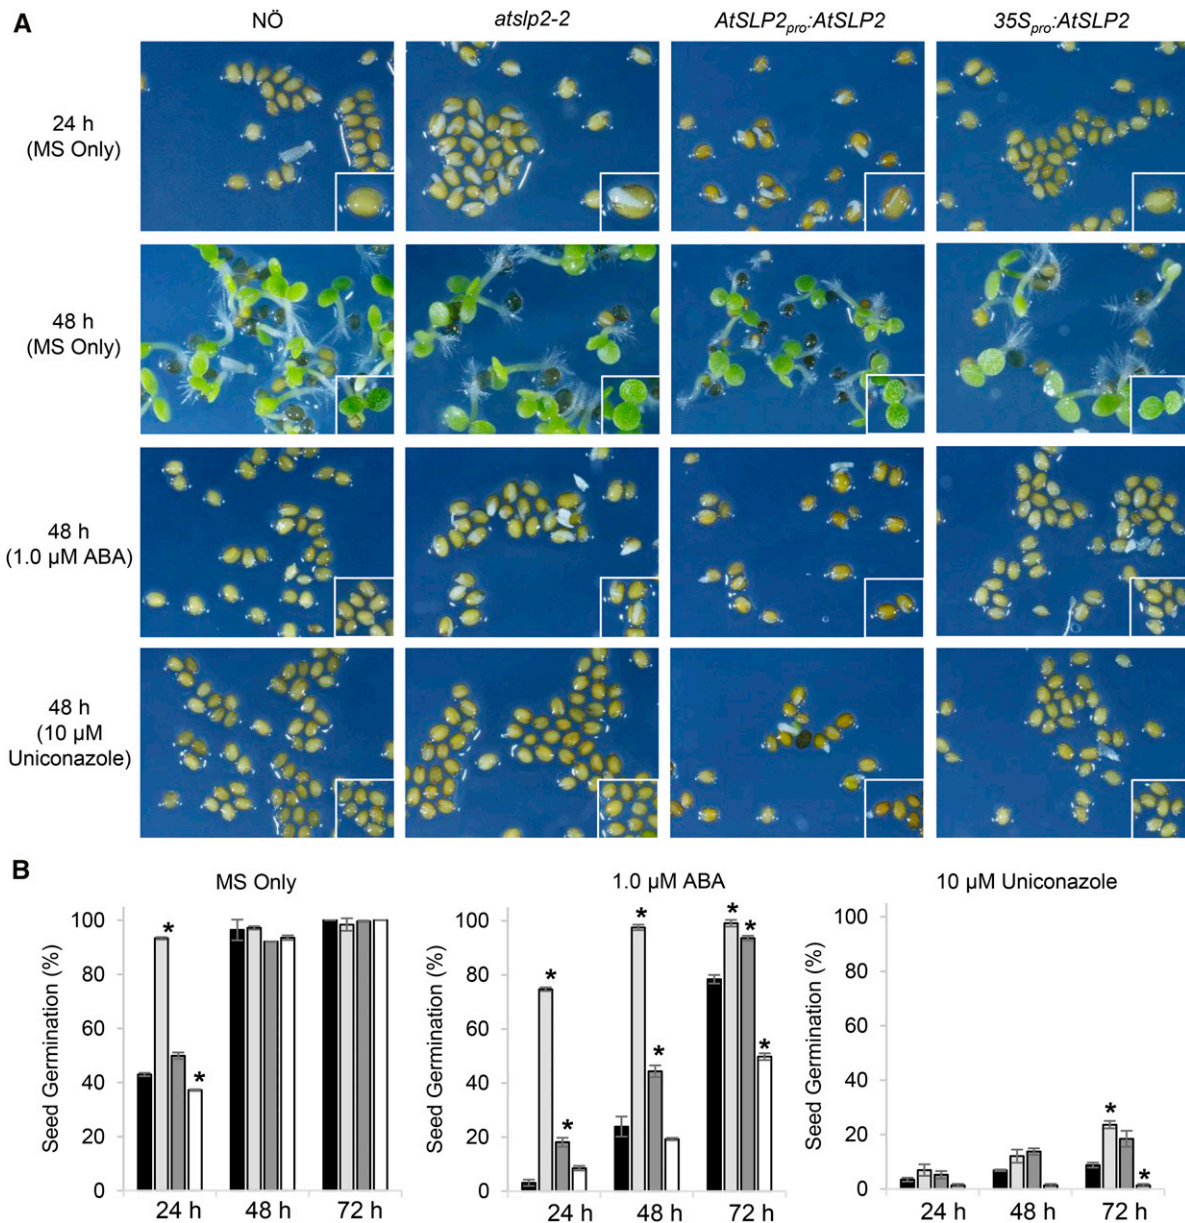 A
NÖ
atslp2-2
AtSLP2pro:AtSLP2
35Spro:AtSLP2
24 h
(MS Only)
48 h
(MS Only)
48 h
(1.0 µM ABA)
48 h
(10 µM
Uniconazole)
B
MS Only
Seed Germination (%)
100
80
60
40
20
0
*
*
24 h
48 h
72 h
1.0 µM ABA
Seed Germination (%)
100
80
60
40
20
0
*
*
*
*
*
*
*
24 h
48 h
72 h
10 µM Uniconazole
Seed Germination (%)
100
80
60
40
20
0
*
*
24 h
48 h
72 h